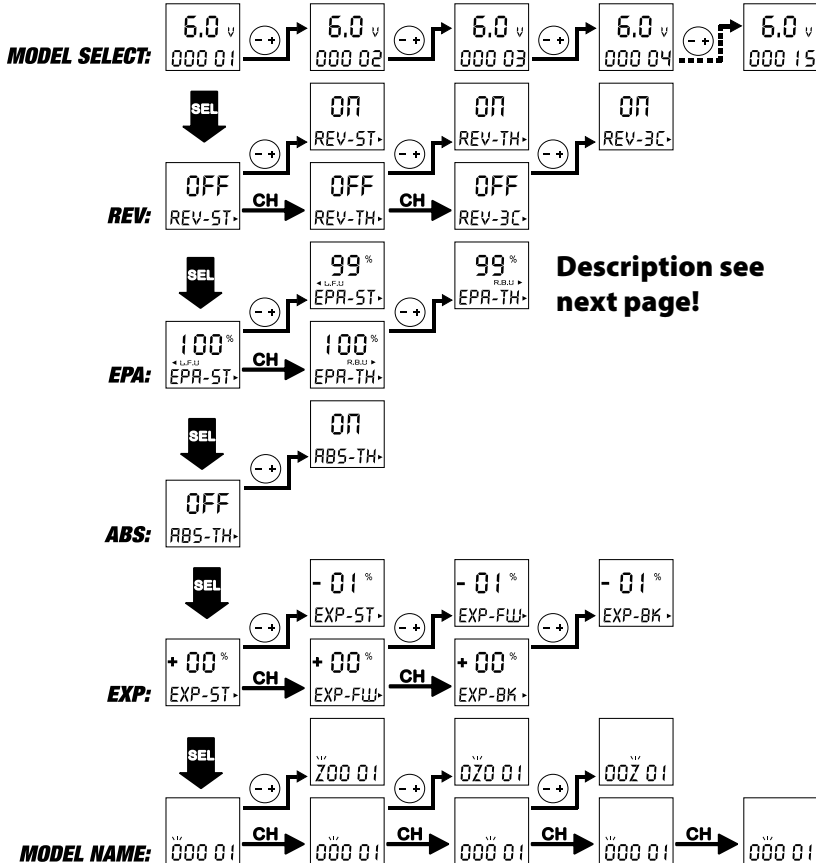 6.0 v 6.0 v 6.0 v 6.0 v 6.0 v
MODEL SELECT: 000 01 - + 000 02 - + 000 03 - + 000 04 - + 000 15
SEL
ON ON ON
- + REV-ST - + REV-TH - + REV-3C
OFF OFF OFF
REV: REV-ST CH REV-TH CH REV-3C
SEL
99 % 99 %
L.F.U R.B.U
- + EPA-ST - + EPA-TH
Description see
next page!
100 % 100 %
L.F.U R.B.U
EPA: EPA-ST CH EPA-TH
SEL
ON
- + ABS-TH
OFF
ABS: ABS-TH
SEL
- 01 % - 01 % - 01 %
- + EXP-ST - + EXP-FW - + EXP-BK
+ 00 % + 00 % + 00 %
EXP: EXP-ST CH EXP-FW CH EXP-BK
SEL
- + Z00 01 - + 0Z0 01 - + 00Z 01
MODEL NAME: 000 01 CH 000 01 CH 000 01 CH 000 01 CH 000 01